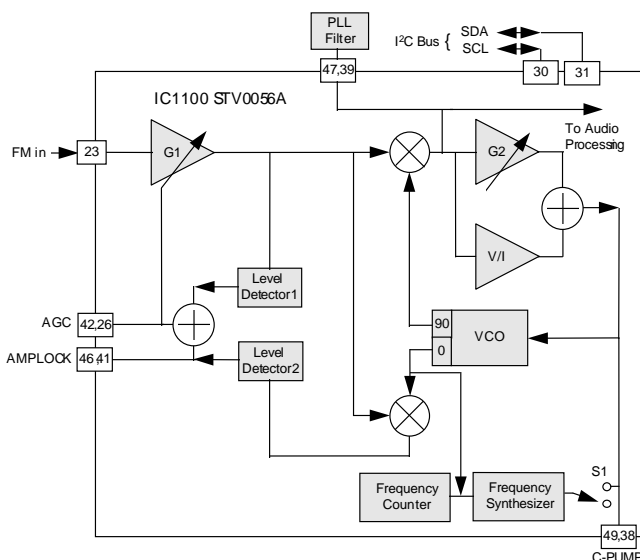 PLL
Filter
I²C Bus {
SDA
SCL
47,39
30
31
IC1100 STV0056A
To Audio
Processing
FM in
23
G1
G2
V/I
Level
Detector1
AGC
42,26
AMPLOCK
46,41
Level
Detector2
90
0
VCO
Frequency
Counter
Frequency
Synthesizer
S1
49,38
C-PUMP